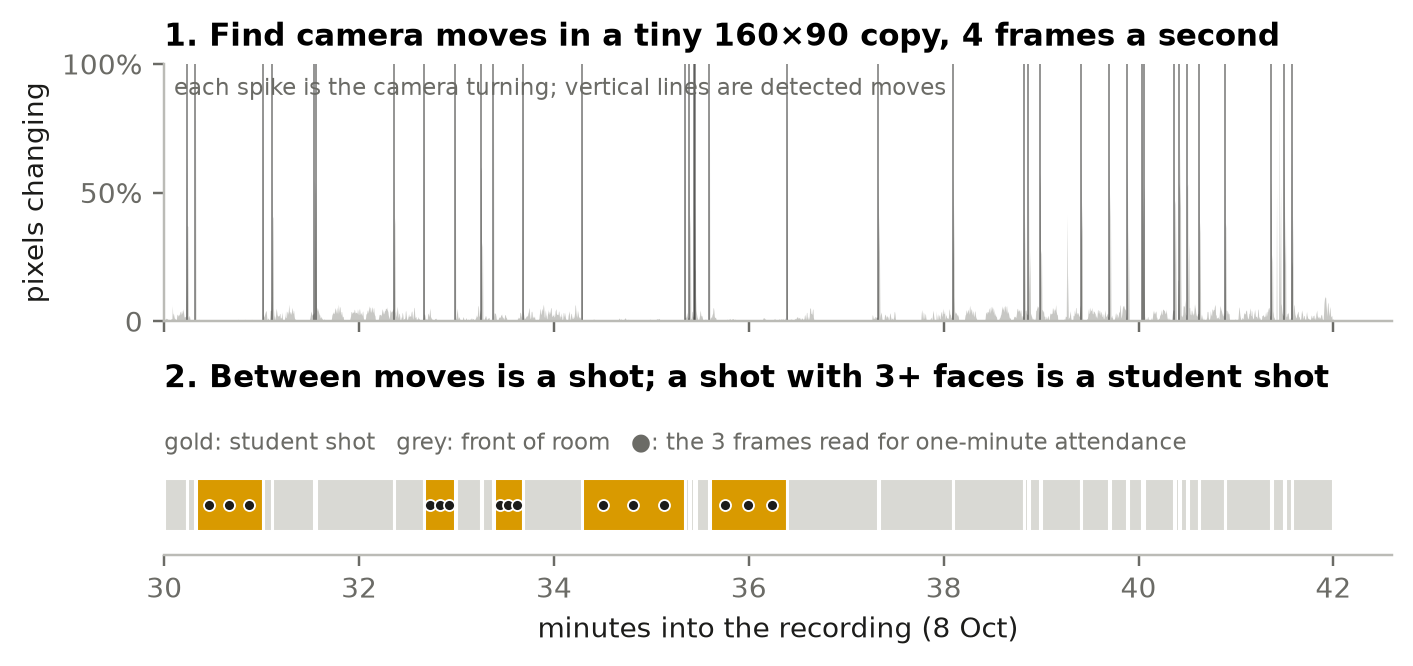 1. Find camera moves in a tiny 160×90 copy, 4 frames a second
100%
each spike is the camera turning; vertical lines are detected moves
50%
0
pixels changing
2. Between moves is a shot; a shot with 3+ faces is a student shot
gold: student shot grey: front of room ●: the 3 frames read for one-minute attendance
30 32 34 36 38 40 42
minutes into the recording (8 Oct)